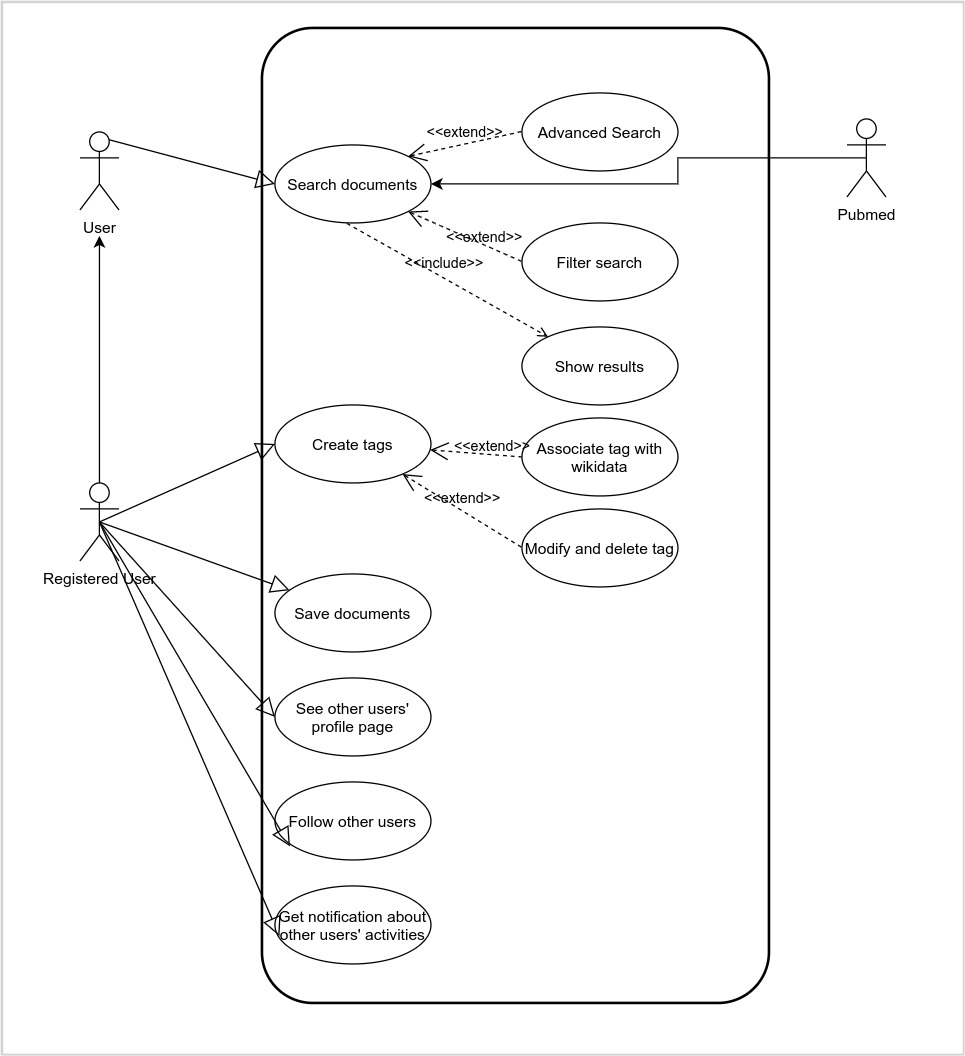 <<extend>>
Advanced Search
Search documents
Pubmed
User
<<extend>>
<<include>>
Filter search
Show results
Create tags
<<extend>>
Associate tag with
wikidata
<<extend>>
Modify and delete tag
Registered User
Save documents
See other users'
profile page
Follow other users
Get notification about
other users' activities